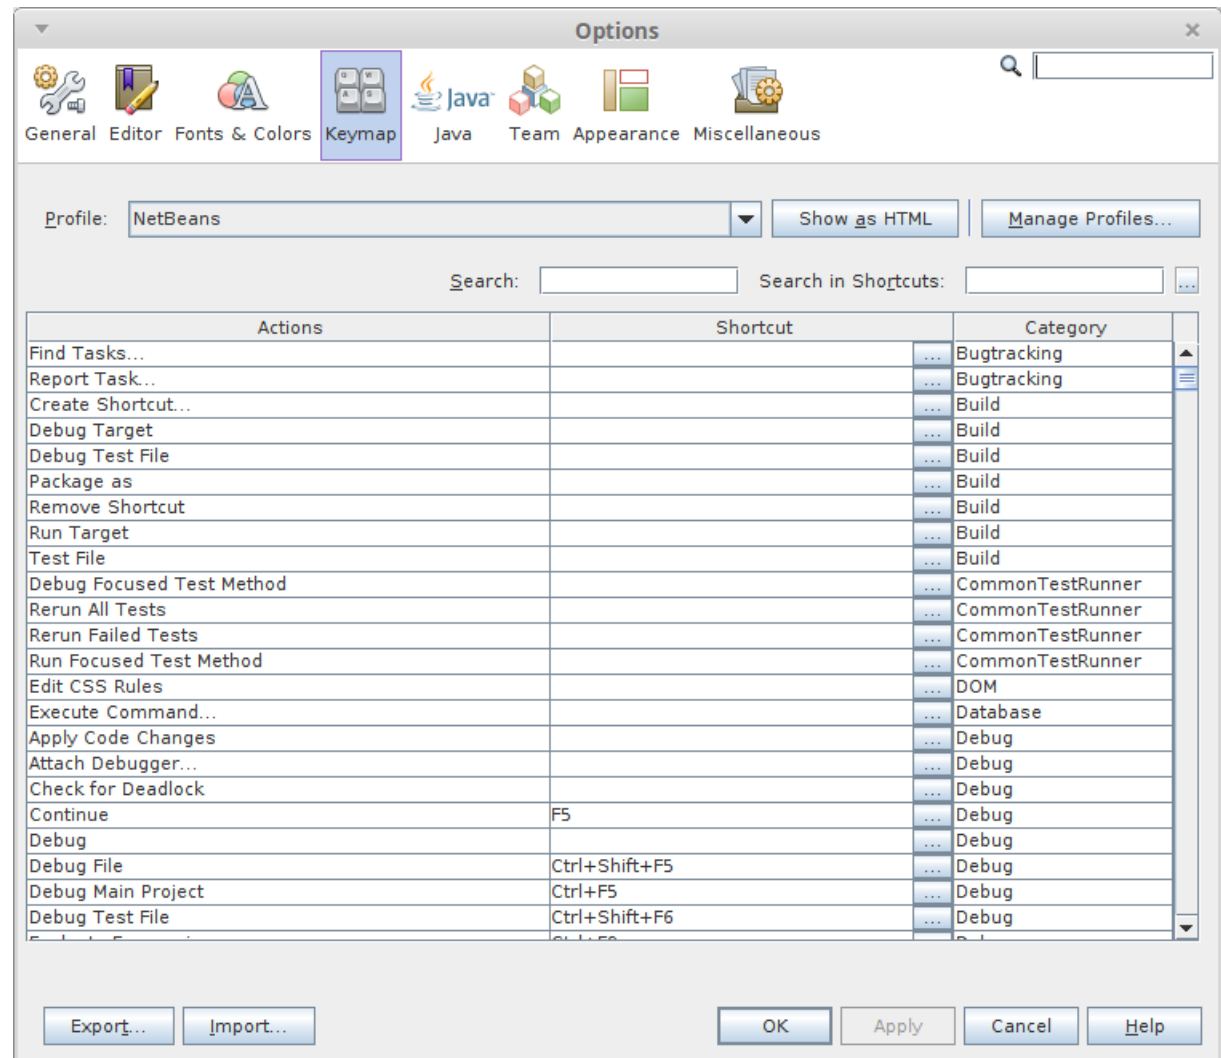 Options
General Editor Fonts & Colors Keymap Java Team Appearance Miscellaneous
Profile: NetBeans Show as HTML Manage Profiles...
Search: Search in Shortcuts: ...
Actions Shortcut Category
Find Tasks... ... Bugtracking
Report Task... ... Bugtracking
Create Shortcut... ... Build
Debug Target ... Build
Debug Test File ... Build
Package as ... Build
Remove Shortcut ... Build
Run Target ... Build
Test File ... Build
Debug Focused Test Method ... CommonTestRunner
Rerun All Tests ... CommonTestRunner
Rerun Failed Tests ... CommonTestRunner
Run Focused Test Method ... CommonTestRunner
Edit CSS Rules ... DOM
Execute Command... ... Database
Apply Code Changes ... Debug
Attach Debugger... ... Debug
Check for Deadlock ... Debug
Continue F5 ... Debug
Debug ... Debug
Debug File Ctrl+Shift+F5 ... Debug
Debug Main Project Ctrl+F5 ... Debug
Debug Test File Ctrl+Shift+F6 ... Debug
Export... Import... OK Apply Cancel Help